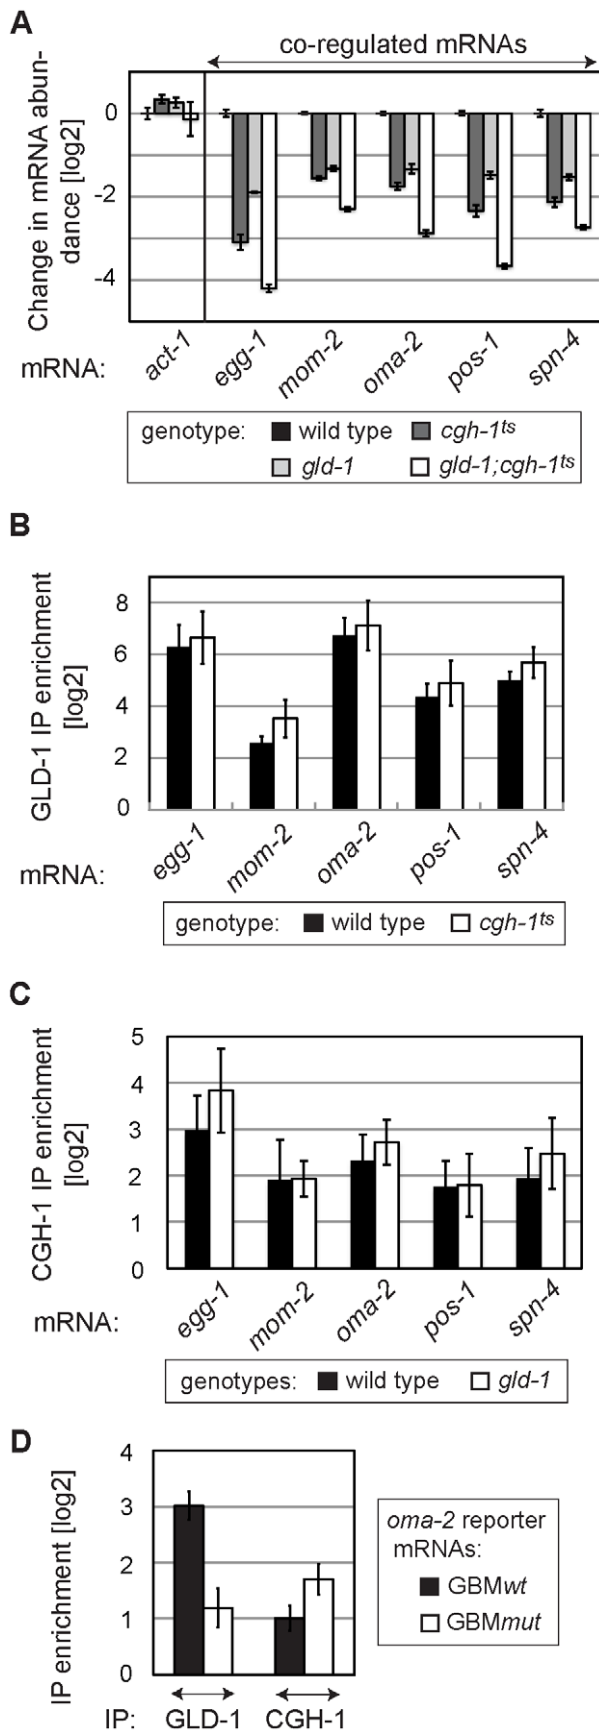 A
co-regulated mRNAs
Change in mRNA abun-
dance [log2]
0
-2
-4
mRNA:
act-1
egg-1
mom-2
oma-2
pos-1
spn-4
genotype: wild type cgh-1ts
gld-1 gld-1;cgh-1ts
B
GLD-1 IP enrichment
[log2]
8
6
4
2
0
mRNA:
egg-1
mom-2
oma-2
pos-1
spn-4
genotype: wild type cgh-1ts
C
CGH-1 IP enrichment
[log2]
5
4
3
2
1
0
mRNA:
egg-1
mom-2
oma-2
pos-1
spn-4
genotypes: wild type gld-1
D
IP enrichment [log2]
4
3
2
1
0
IP: GLD-1 CGH-1
oma-2 reporter
mRNAs:
GBMwt
GBMmut